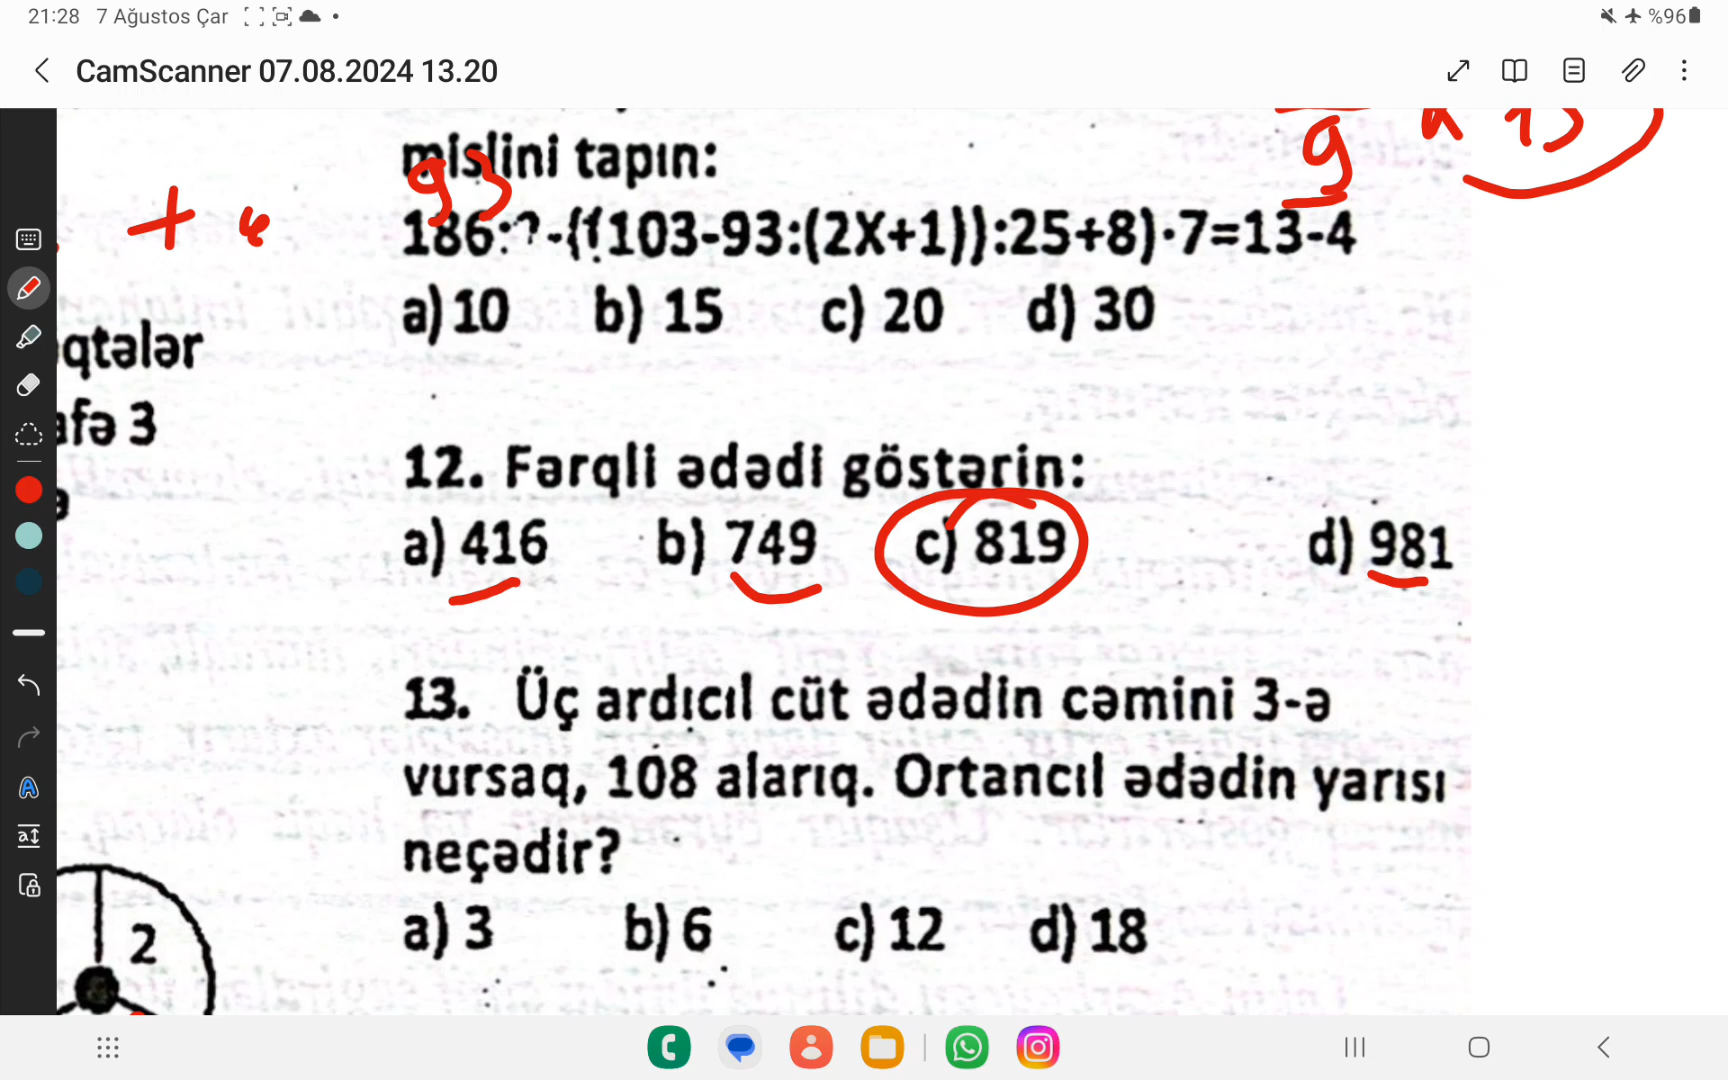 21:28 7 Ağustos Çar %96
CamScanner 07.08.2024 13.20
mislini tapın:
93
186:?-{(103-93:(2X+1)):25+8)·7=13-4
a) 10 b) 15 c) 20 d) 30
qtələr
afə 3
ə
12. Fərqli ədədi göstərin:
a) 416 b) 749 c) 819 d) 981
13. Üç ardıcıl cüt ədədin cəmini 3-ə
vursaq, 108 alarıq. Ortancıl ədədin yarısı
neçədir?
a) 3 b) 6 c) 12 d) 18
2